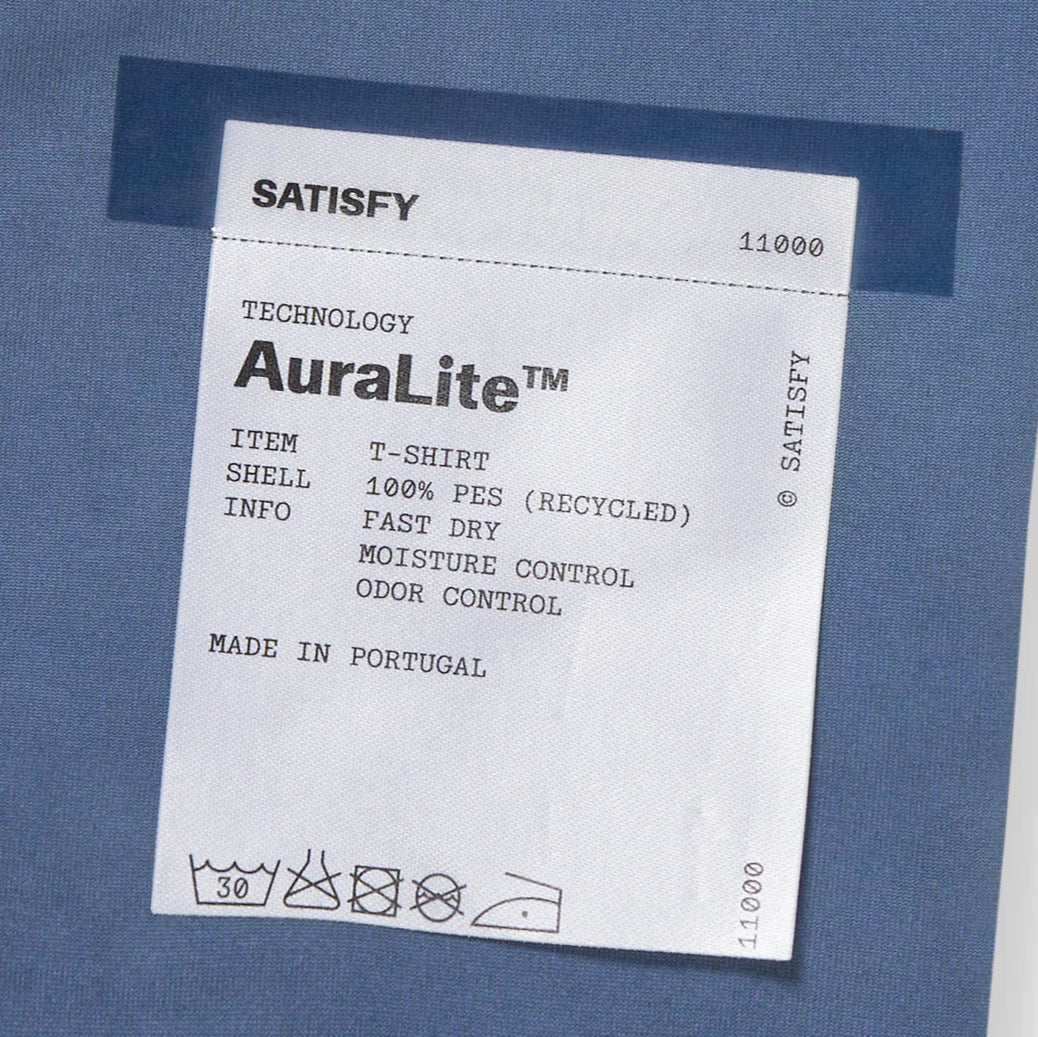 SATISFY
11000
TECHNOLOGY
AuraLite™
ITEM T-SHIRT
SHELL 100% PES (RECYCLED)
INFO FAST DRY
MOISTURE CONTROL
ODOR CONTROL
MADE IN PORTUGAL
© SATISFY
30
11000